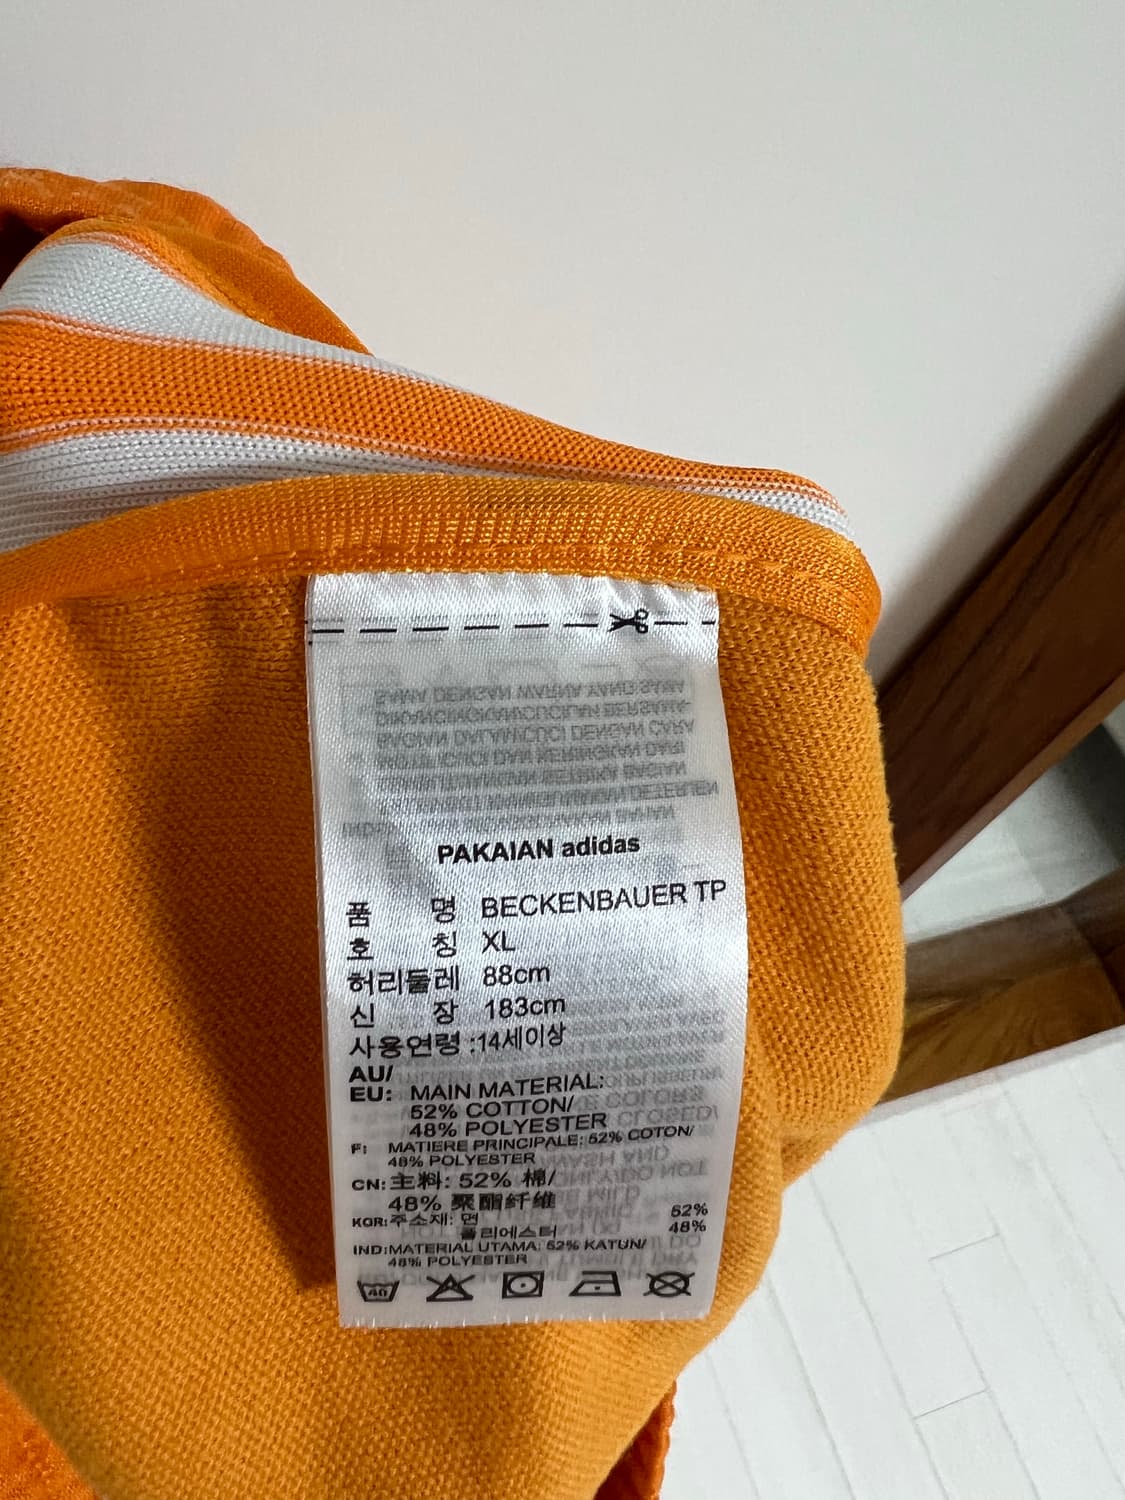 PAKAIAN adidas
품 명 BECKENBAUER TP
호 칭 XL
허리둘레 88cm
신 장 183cm
사용연령 :14세이상
AU/
EU: MAIN MATERIAL:
52% COTTON/
48% POLYESTER
F: MATIERE PRINCIPALE: 52% COTON/
48% POLYESTER
CN: 主料: 52% 棉/
48% 聚酯纤维
KOR: 주소재: 면 52%
폴리에스터 48%
IND: MATERIAL UTAMA: 52% KATUN/
48% POLYESTER
40